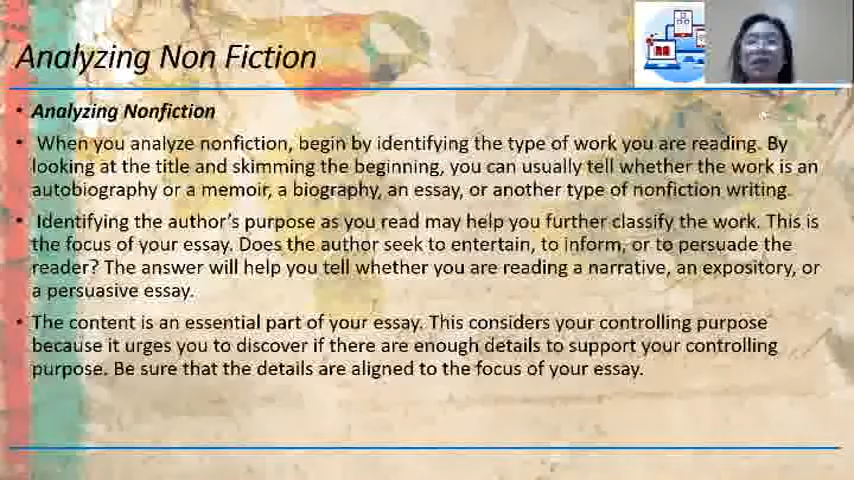 Analyzing Non Fiction
• Analyzing Nonfiction
• When you analyze nonfiction, begin by identifying the type of work you are reading. By
looking at the title and skimming the beginning, you can usually tell whether the work is an
autobiography or a memoir, a biography, an essay, or another type of nonfiction writing.
• Identifying the author's purpose as you read may help you further classify the work. This is
the focus of your essay. Does the author seek to entertain, to inform, or to persuade the
reader? The answer will help you tell whether you are reading a narrative, an expository, or
a persuasive essay.
• The content is an essential part of your essay. This considers your controlling purpose
because it urges you to discover if there are enough details to support your controlling
purpose. Be sure that the details are aligned to the focus of your essay.